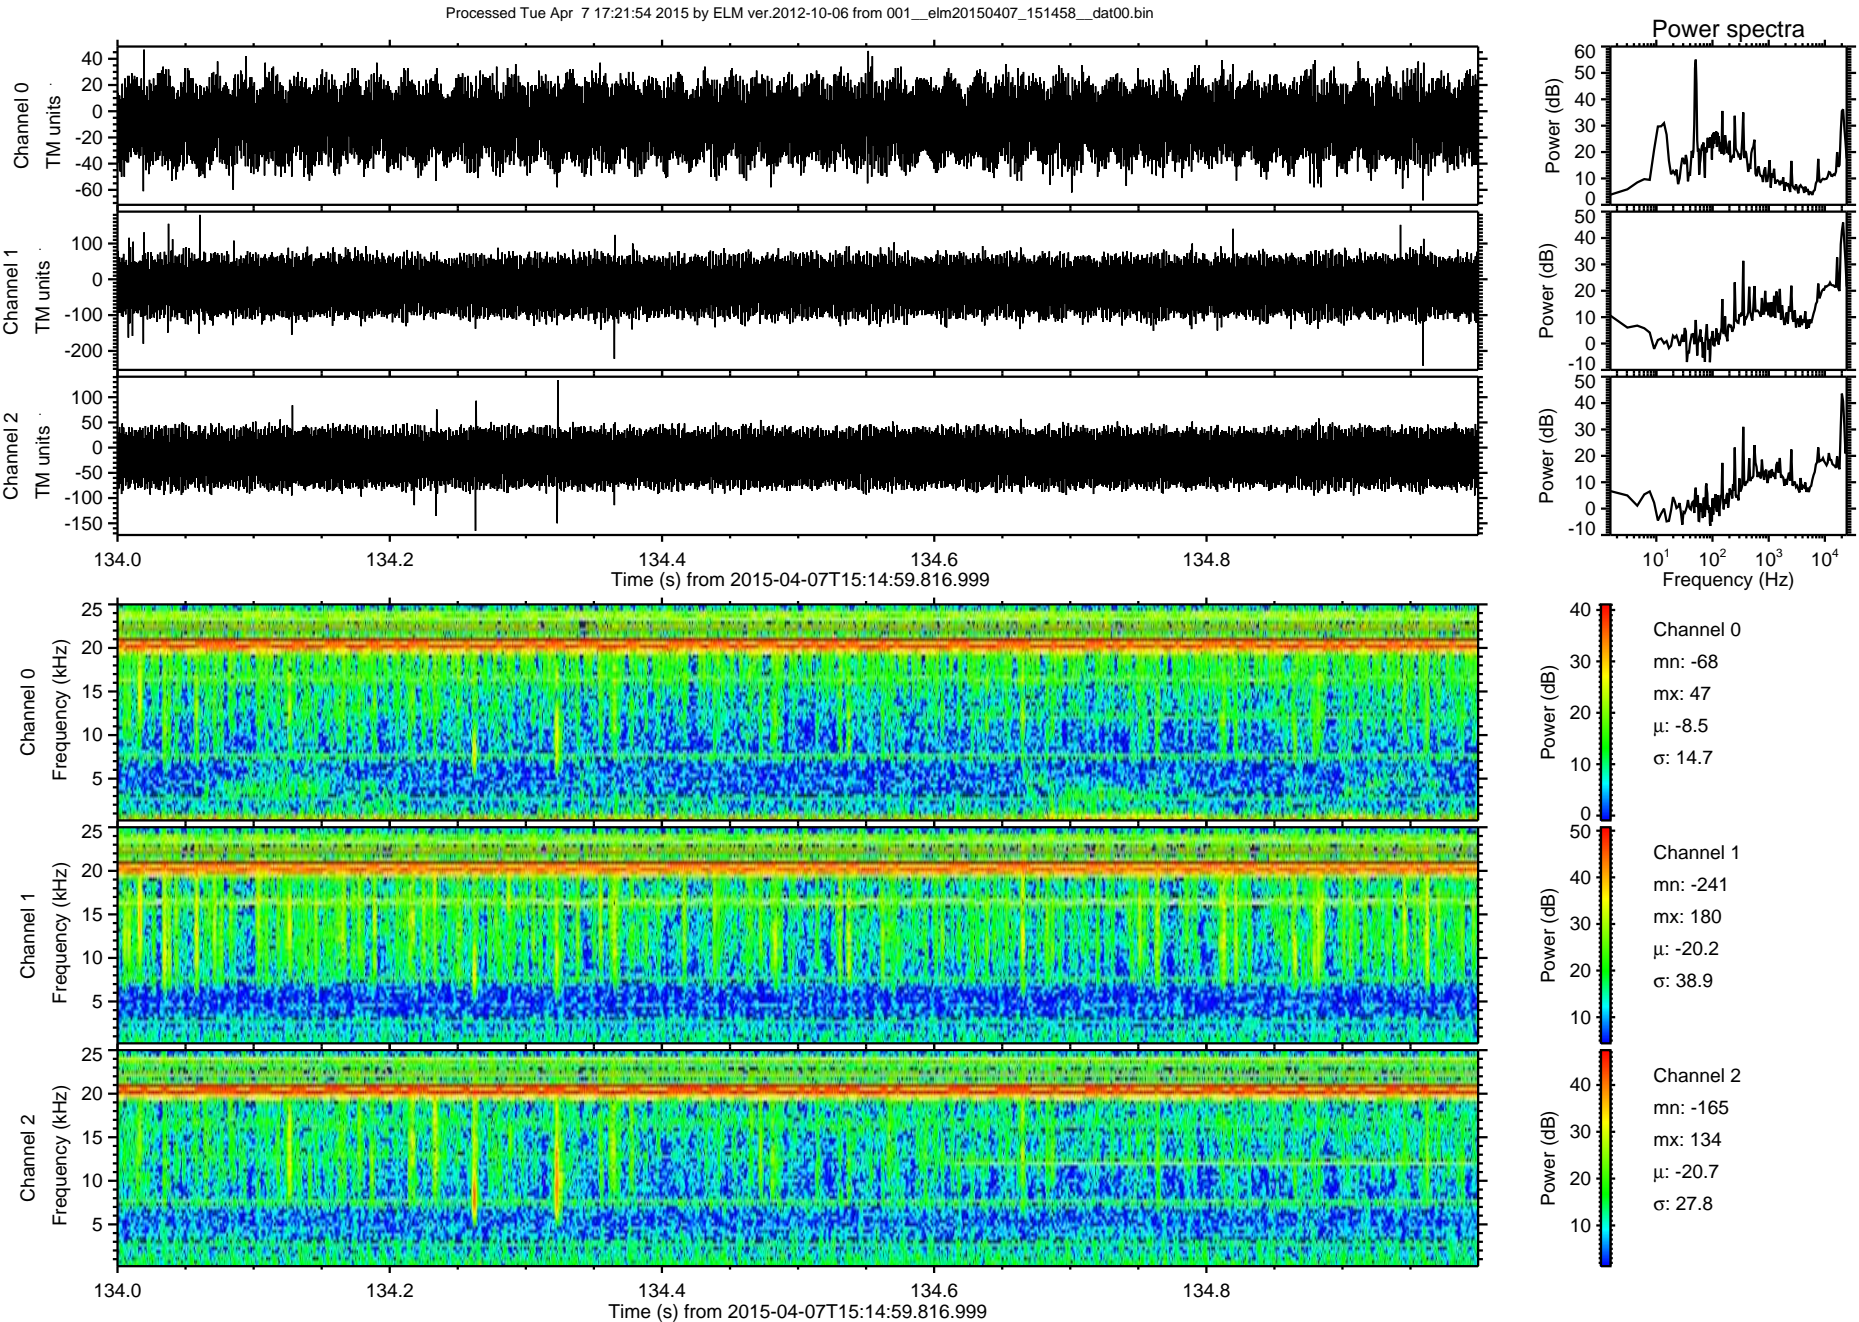 Processed Tue Apr  7 17:21:54 2015 by ELM ver.2012-10-06 from 001__elm20150407_151458__dat00.bin
Power spectra
Channel 0
TM units
40
20
0
-20
-40
-60
Power (dB)
60
50
40
30
20
10
0
Channel 1
TM units
100
0
-100
-200
Power (dB)
50
40
30
20
10
0
-10
Channel 2
TM units
100
50
0
-50
-100
-150
Power (dB)
50
40
30
20
10
0
-10
134.0 134.2 134.4 134.6 134.8
Time (s) from 2015-04-07T15:14:59.816.999
10¹ 10² 10³ 10⁴
Frequency (Hz)
Channel 0
Frequency (kHz)
25
20
15
10
5
Power (dB)
40
30
20
10
0
Channel 0
mn: -68
mx: 47
μ: -8.5
σ: 14.7
Channel 1
Frequency (kHz)
25
20
15
10
5
Power (dB)
50
40
30
20
10
Channel 1
mn: -241
mx: 180
μ: -20.2
σ: 38.9
Channel 2
Frequency (kHz)
25
20
15
10
5
Power (dB)
40
30
20
10
Channel 2
mn: -165
mx: 134
μ: -20.7
σ: 27.8
134.0 134.2 134.4 134.6 134.8
Time (s) from 2015-04-07T15:14:59.816.999